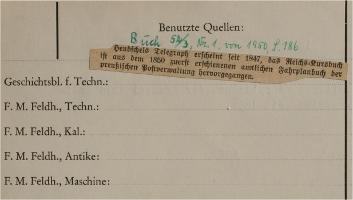 Benutzte Quellen:
Buch 52/3, Nr. 1. von 1950, S. 186
Hendschels Telegraph erscheint seit 1847, das Reichs-Kursbuch
ist aus dem 1850 zuerst erschienenen amtlichen Fahrplanbuch der
preußischen Postverwaltung hervorgegangen.
Geschichtsbl. f. Techn.:
F. M. Feldh., Techn.:
F. M. Feldh., Kal.:
F. M. Feldh., Antike:
F. M. Feldh., Maschine: